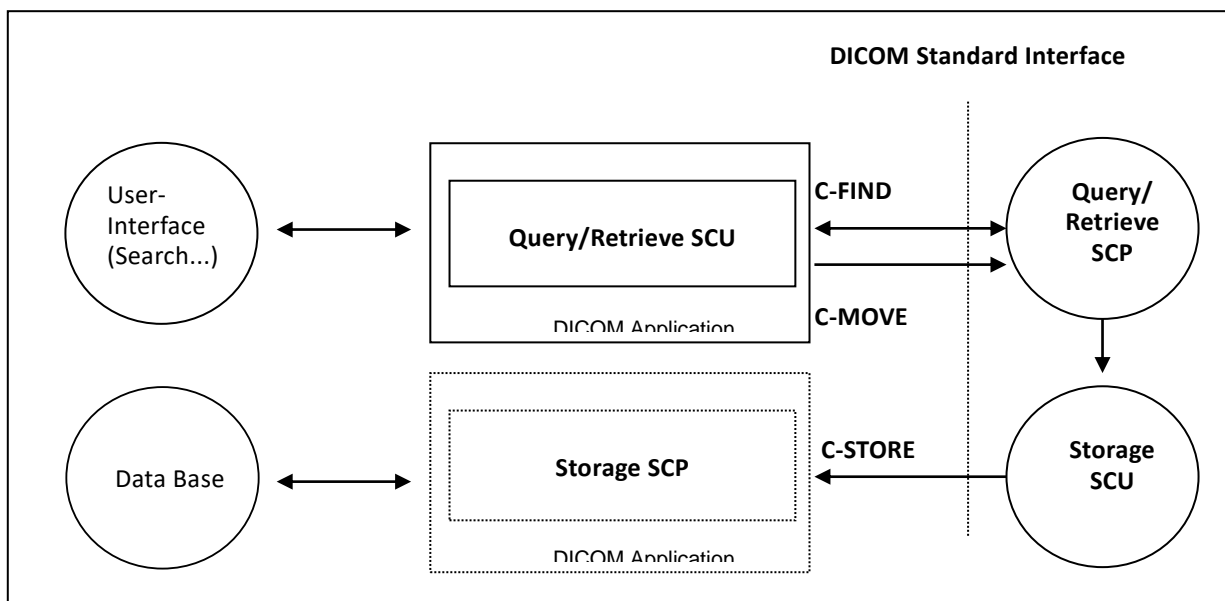 DICOM Standard Interface
User-
Interface
(Search...)
Query/Retrieve SCU
DICOM Application
C-FIND
C-MOVE
Query/
Retrieve
SCP
Data Base
Storage SCP
DICOM Application
C-STORE
Storage
SCU